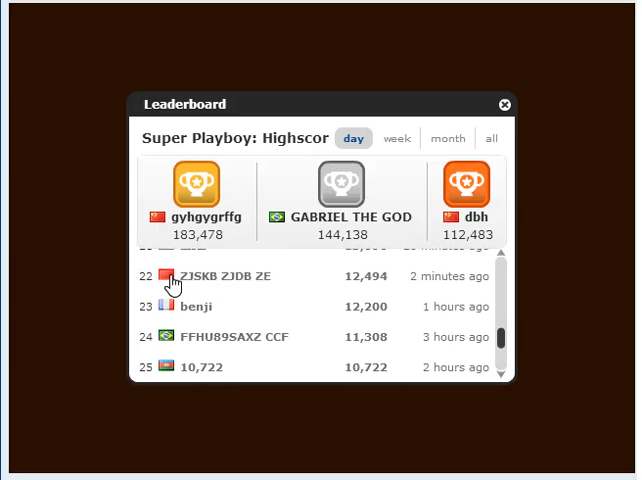 Leaderboard
Super Playboy: Highscor day week month all
gyhgygrffg GABRIEL THE GOD dbh
183,478 144,138 112,483
22 ZJSKB ZJDB ZE 12,494 2 minutes ago
23 benji 12,200 1 hours ago
24 FFHU89SAXZ CCF 11,308 3 hours ago
25 10,722 10,722 2 hours ago